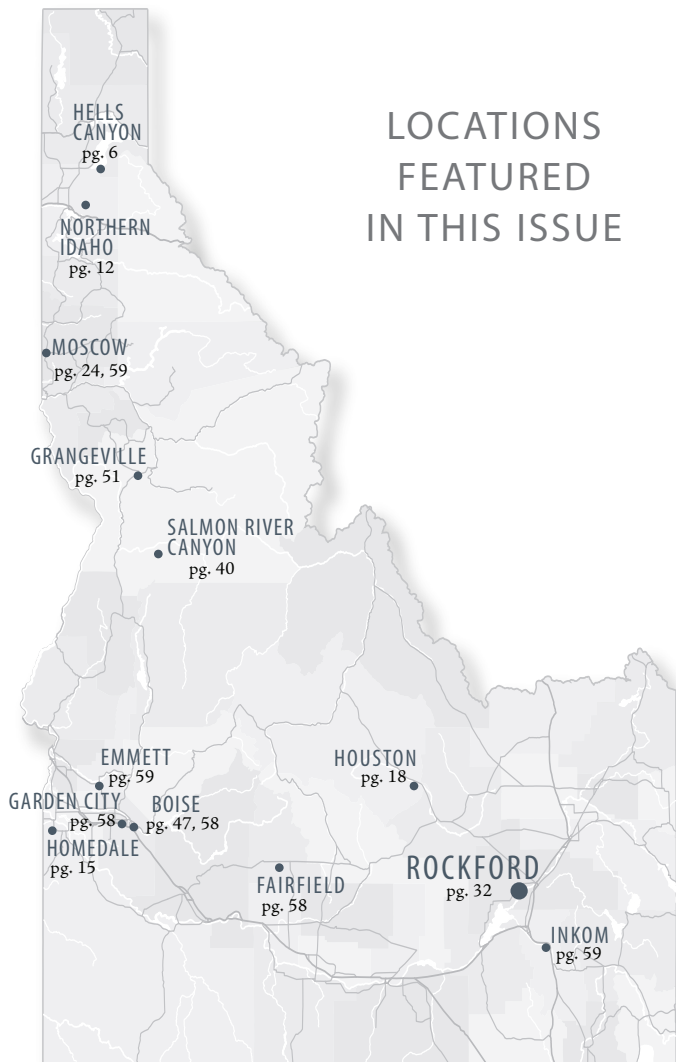 LOCATIONS
FEATURED
IN THIS ISSUE
HELLS
CANYON
pg. 6
NORTHERN
IDAHO
pg. 12
MOSCOW
pg. 24, 59
GRANGEVILLE
pg. 51
SALMON RIVER
CANYON
pg. 40
EMMETT
pg. 59
GARDEN CITY
pg. 58
BOISE
pg. 47, 58
HOMEDALE
pg. 15
HOUSTON
pg. 18
FAIRFIELD
pg. 58
ROCKFORD
pg. 32
INKOM
pg. 59